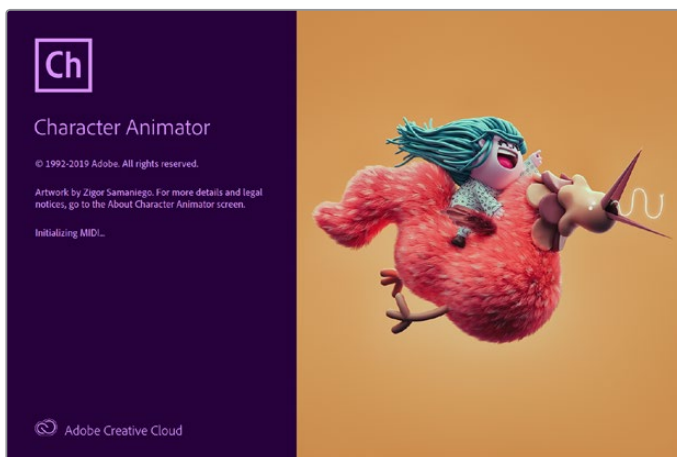 Ch
Character Animator
© 1992-2019 Adobe. All rights reserved.
Artwork by Zigor Samaniego. For more details and legal
notices, go to the About Character Animator screen.
Initializing MIDI...
Adobe Creative Cloud